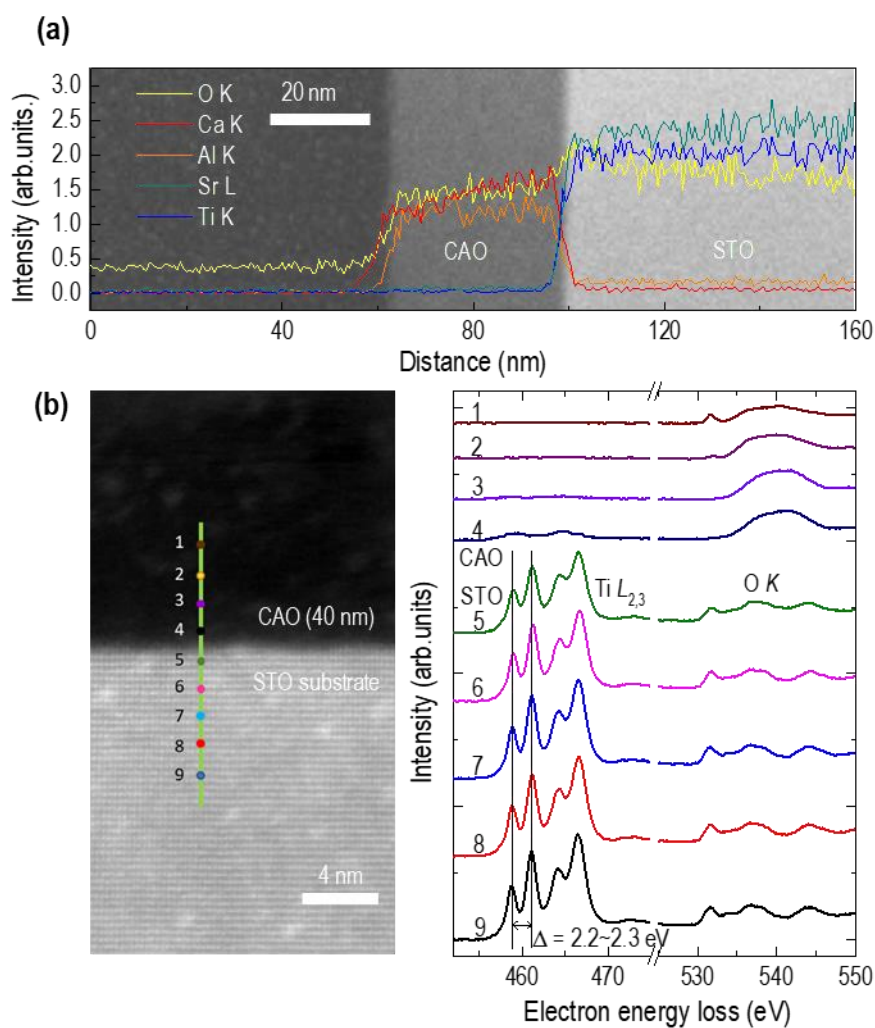 (a)
Intensity (arb.units.)
3.0
2.5
2.0
1.5
1.0
0.5
0.0
O K
Ca K
Al K
Sr L
Ti K
20 nm
CAO
STO
0 40 80 120 160
Distance (nm)
(b)
1
2
3
4
5
6
7
8
9
CAO (40 nm)
STO substrate
4 nm
Intensity (arb.units)
1
2
3
4
CAO
STO
5
6
7
8
9
Ti L2,3
O K
Δ = 2.2~2.3 eV
460 470 530 540 550
Electron energy loss (eV)